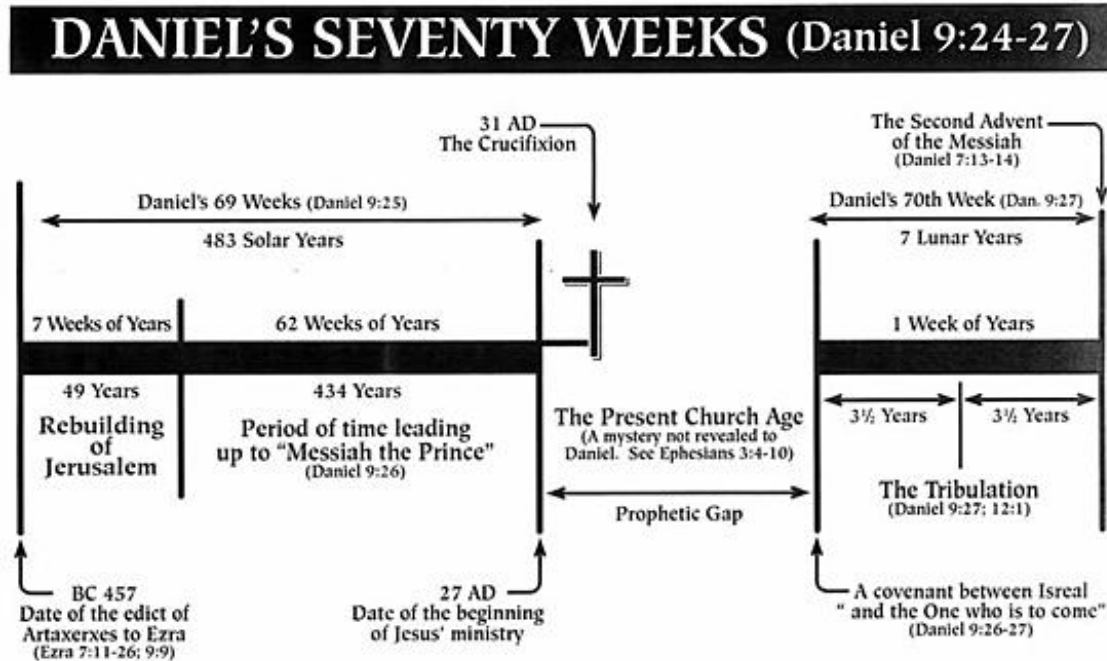 DANIEL'S SEVENTY WEEKS (Daniel 9:24-27)
31 AD
The Crucifixion
The Second Advent
of the Messiah
(Daniel 7:13-14)
Daniel's 69 Weeks (Daniel 9:25)
483 Solar Years
Daniel's 70th Week (Dan. 9:27)
7 Lunar Years
7 Weeks of Years
62 Weeks of Years
1 Week of Years
49 Years
434 Years
3½ Years
3½ Years
Rebuilding
of
Jerusalem
Period of time leading
up to "Messiah the Prince"
(Daniel 9:26)
The Present Church Age
(A mystery not revealed to
Daniel. See Ephesians 3:4-10)
Prophetic Gap
The Tribulation
(Daniel 9:27; 12:1)
BC 457
Date of the edict of
Artaxerxes to Ezra
(Ezra 7:11-26; 9:9)
27 AD
Date of the beginning
of Jesus' ministry
A covenant between Isreal
" and the One who is to come"
(Daniel 9:26-27)